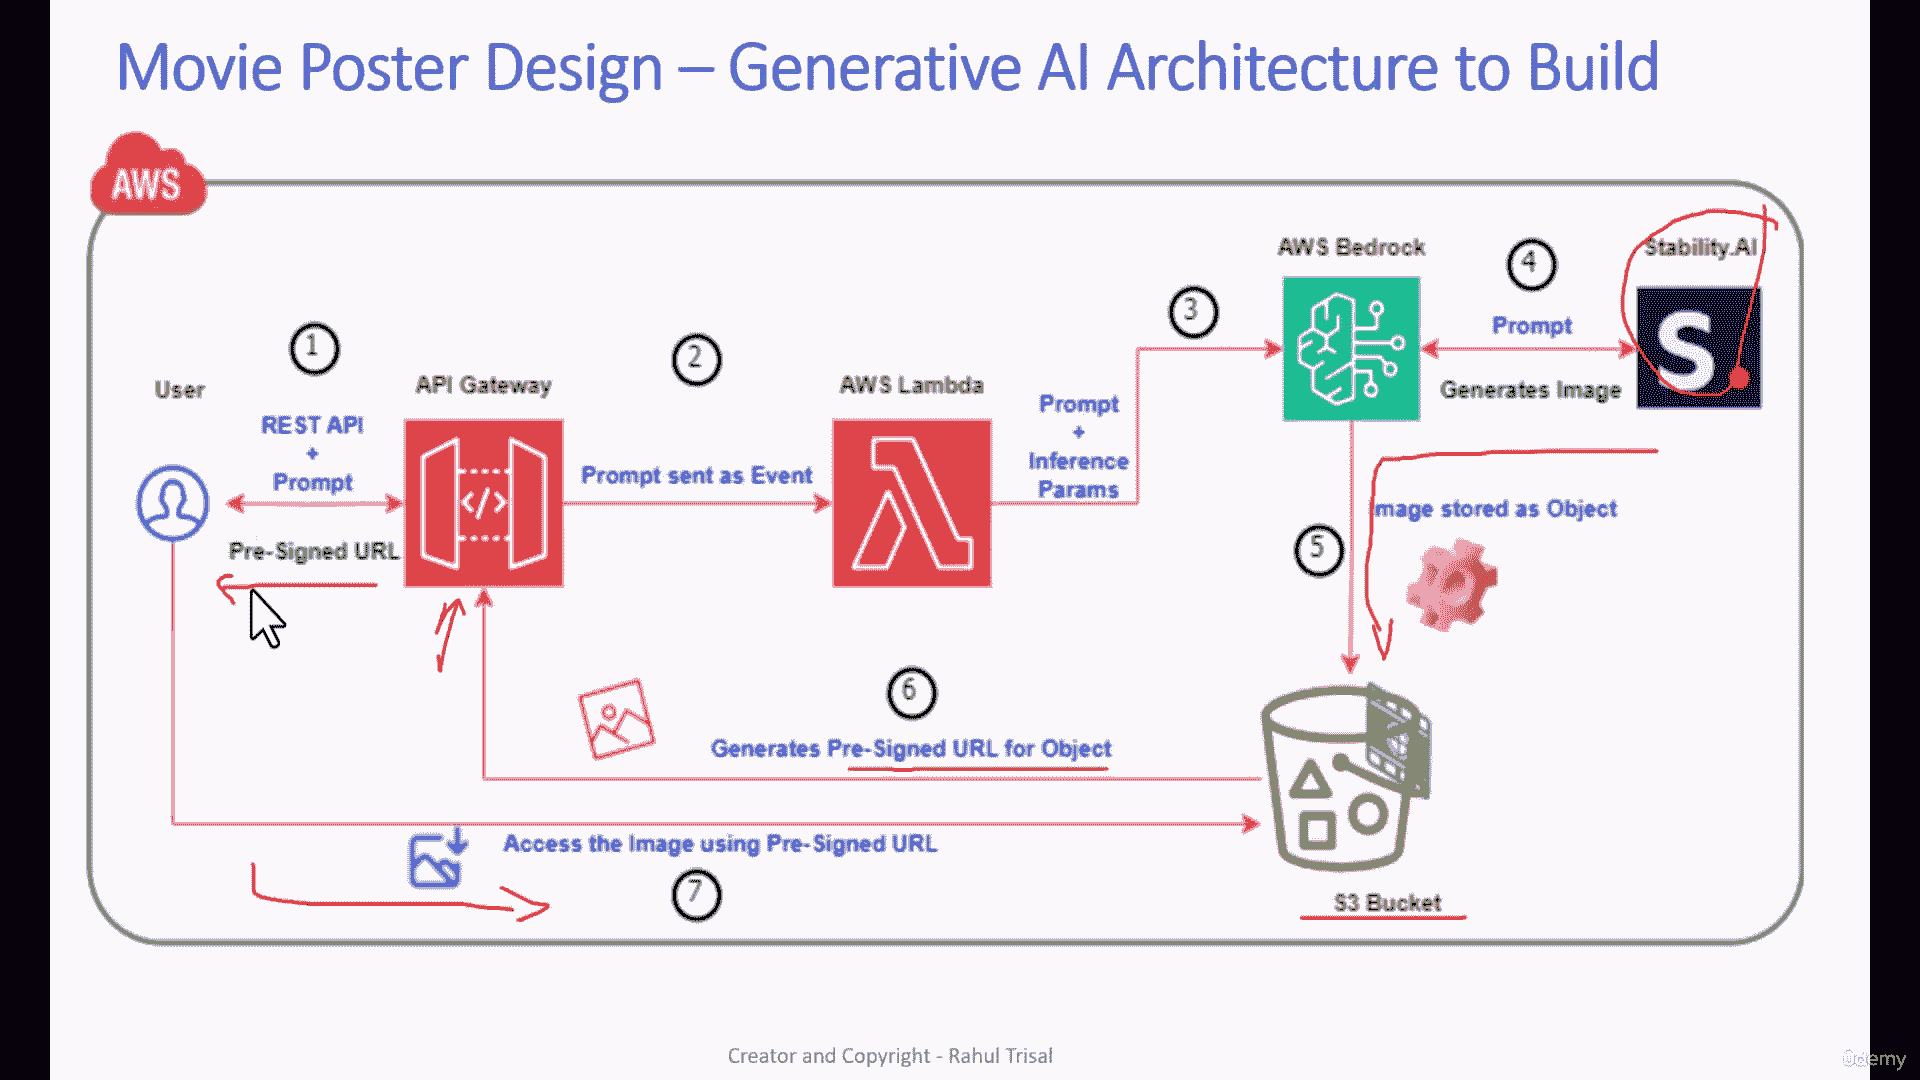 Movie Poster Design – Generative AI Architecture to Build
AWS
AWS Bedrock
4
Stability.AI
3
Prompt
1
2
User
API Gateway
AWS Lambda
Generates Image
REST API
+
Prompt
Prompt
+
Inference
Params
Prompt sent as Event
</>
S
mage stored as Object
Pre-Signed URL
5
6
Generates Pre-Signed URL for Object
Access the Image using Pre-Signed URL
7
S3 Bucket
Creator and Copyright - Rahul Trisal
ûdemy